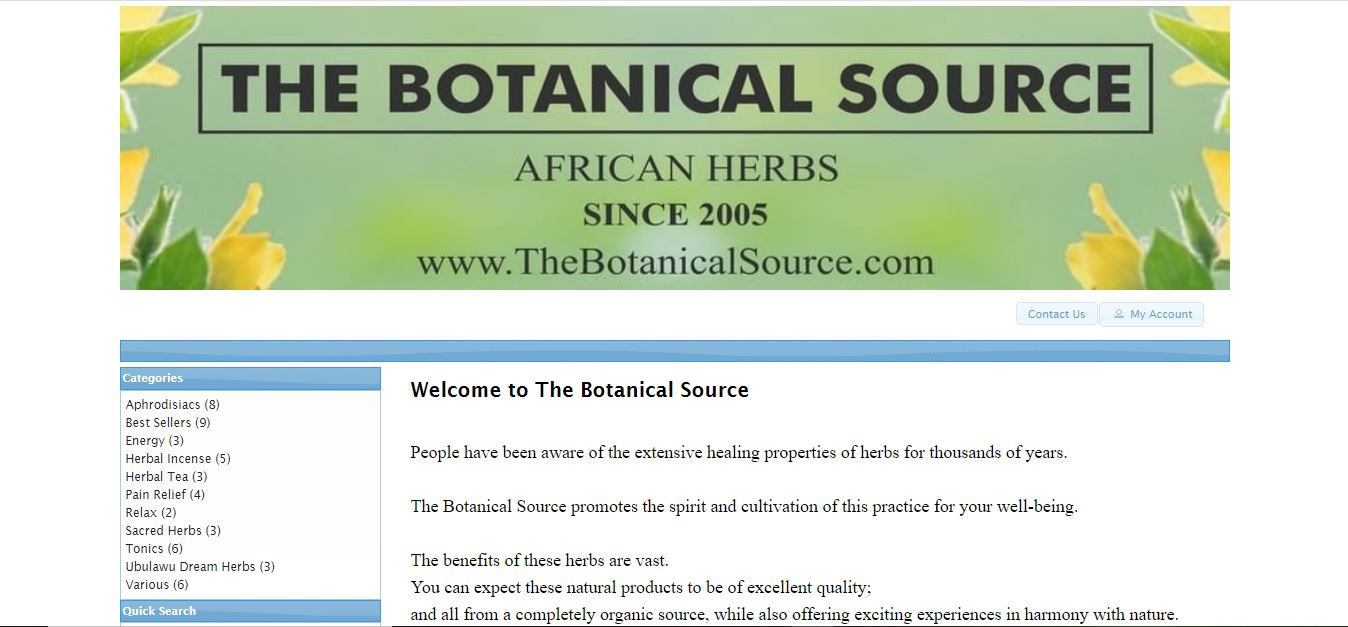 THE BOTANICAL SOURCE
AFRICAN HERBS
SINCE 2005
www.TheBotanicalSource.com
Contact Us
My Account
Categories
Aphrodisiacs (8)
Best Sellers (9)
Energy (3)
Herbal Incense (5)
Herbal Tea (3)
Pain Relief (4)
Relax (2)
Sacred Herbs (3)
Tonics (6)
Ubulawu Dream Herbs (3)
Various (6)
Quick Search
Welcome to The Botanical Source
People have been aware of the extensive healing properties of herbs for thousands of years.
The Botanical Source promotes the spirit and cultivation of this practice for your well-being.
The benefits of these herbs are vast.
You can expect these natural products to be of excellent quality;
and all from a completely organic source, while also offering exciting experiences in harmony with nature.